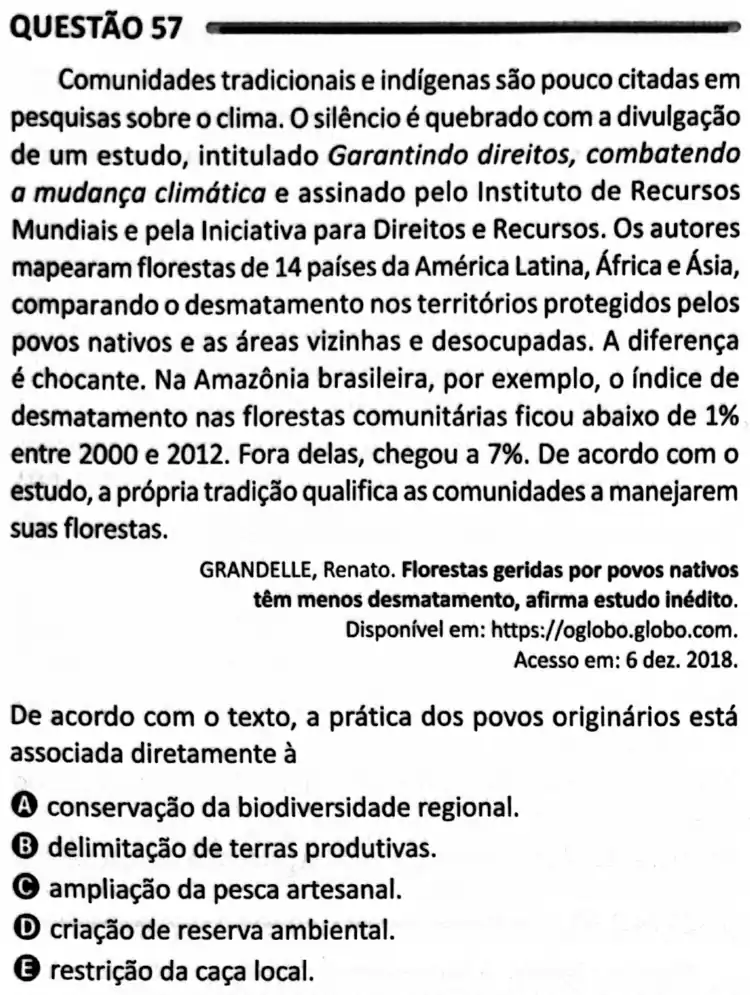 QUESTÃO 57
Comunidades tradicionais e indígenas são pouco citadas em
pesquisas sobre o clima. O silêncio é quebrado com a divulgação
de um estudo, intitulado Garantindo direitos, combatendo
a mudança climática e assinado pelo Instituto de Recursos
Mundiais e pela Iniciativa para Direitos e Recursos. Os autores
mapearam florestas de 14 países da América Latina, África e Ásia,
comparando o desmatamento nos territórios protegidos pelos
povos nativos e as áreas vizinhas e desocupadas. A diferença
é chocante. Na Amazônia brasileira, por exemplo, o índice de
desmatamento nas florestas comunitárias ficou abaixo de 1%
entre 2000 e 2012. Fora delas, chegou a 7%. De acordo com o
estudo, a própria tradição qualifica as comunidades a manejarem
suas florestas.
GRANDELLE, Renato. Florestas geridas por povos nativos
têm menos desmatamento, afirma estudo inédito.
Disponível em: https://oglobo.globo.com.
Acesso em: 6 dez. 2018.
De acordo com o texto, a prática dos povos originários está
associada diretamente à
A conservação da biodiversidade regional.
B delimitação de terras produtivas.
C ampliação da pesca artesanal.
D criação de reserva ambiental.
E restrição da caça local.